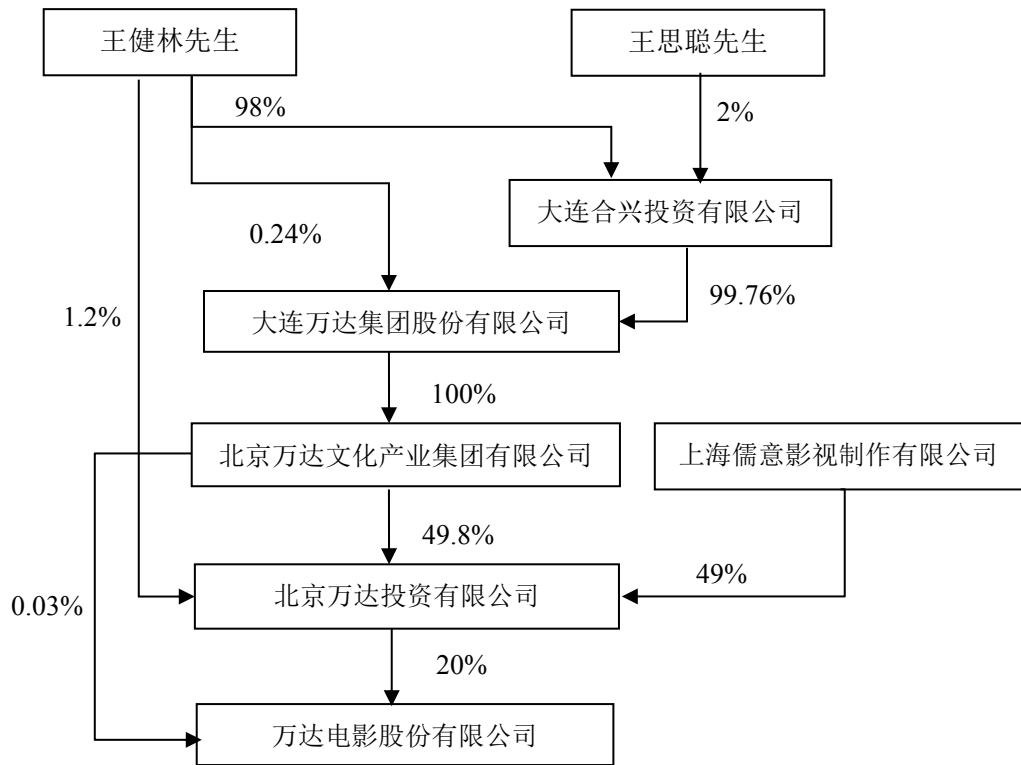 王健林先生
王思聪先生
98%
2%
大连合兴投资有限公司
0.24%
99.76%
1.2%
大连万达集团股份有限公司
100%
北京万达文化产业集团有限公司
上海儒意影视制作有限公司
49.8%
49%
北京万达投资有限公司
0.03%
20%
万达电影股份有限公司